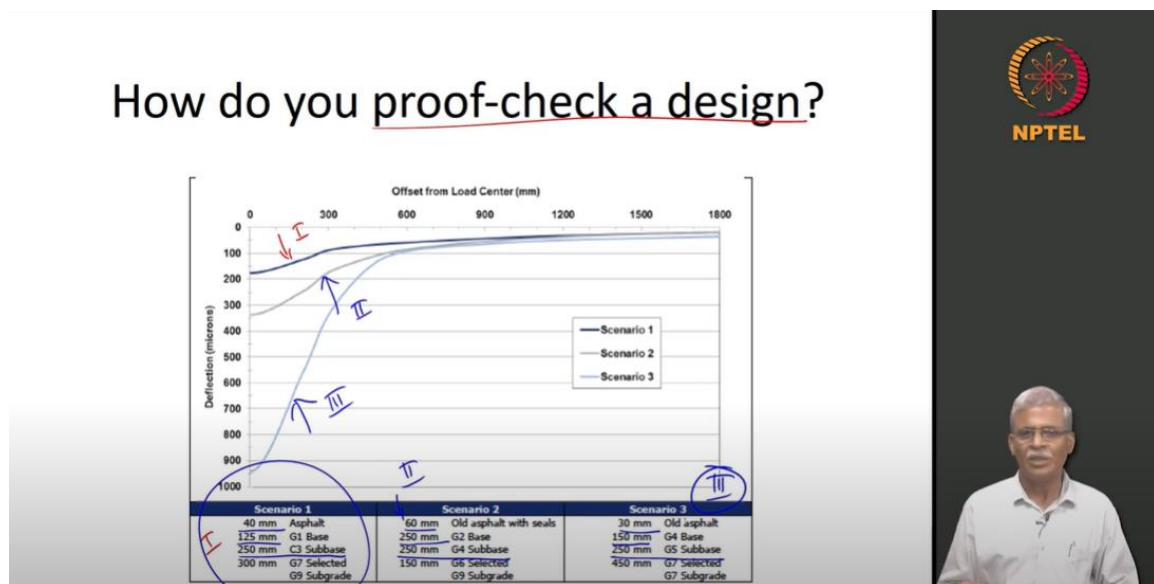 How do you proof-check a design?
NPTEL
Offset from Load Center (mm)
0 300 600 900 1200 1500 1800
0
100
200
300
400
500
600
700
800
900
1000
Deflection (microns)
I
II
III
Scenario 1
Scenario 2
Scenario 3
II
III
I
Scenario 1 Scenario 2 Scenario 3
40 mm Asphalt 60 mm Old asphalt with seals 30 mm Old asphalt
125 mm G1 Base 250 mm G2 Base 150 mm G4 Base
250 mm C3 Subbase 250 mm G4 Subbase 250 mm G5 Subbase
300 mm G7 Selected 150 mm G6 Selected 450 mm G7 Selected
G9 Subgrade G9 Subgrade G7 Subgrade